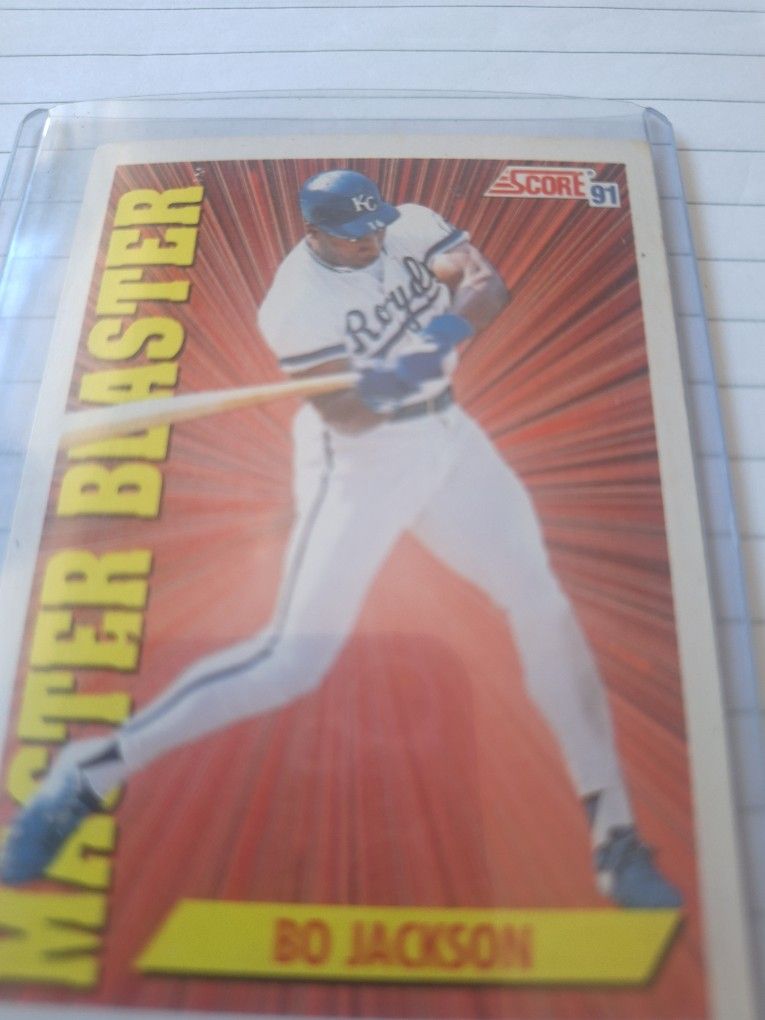 SCORE® 91
MASTER BLASTER
KC
Royals
BO JACKSON